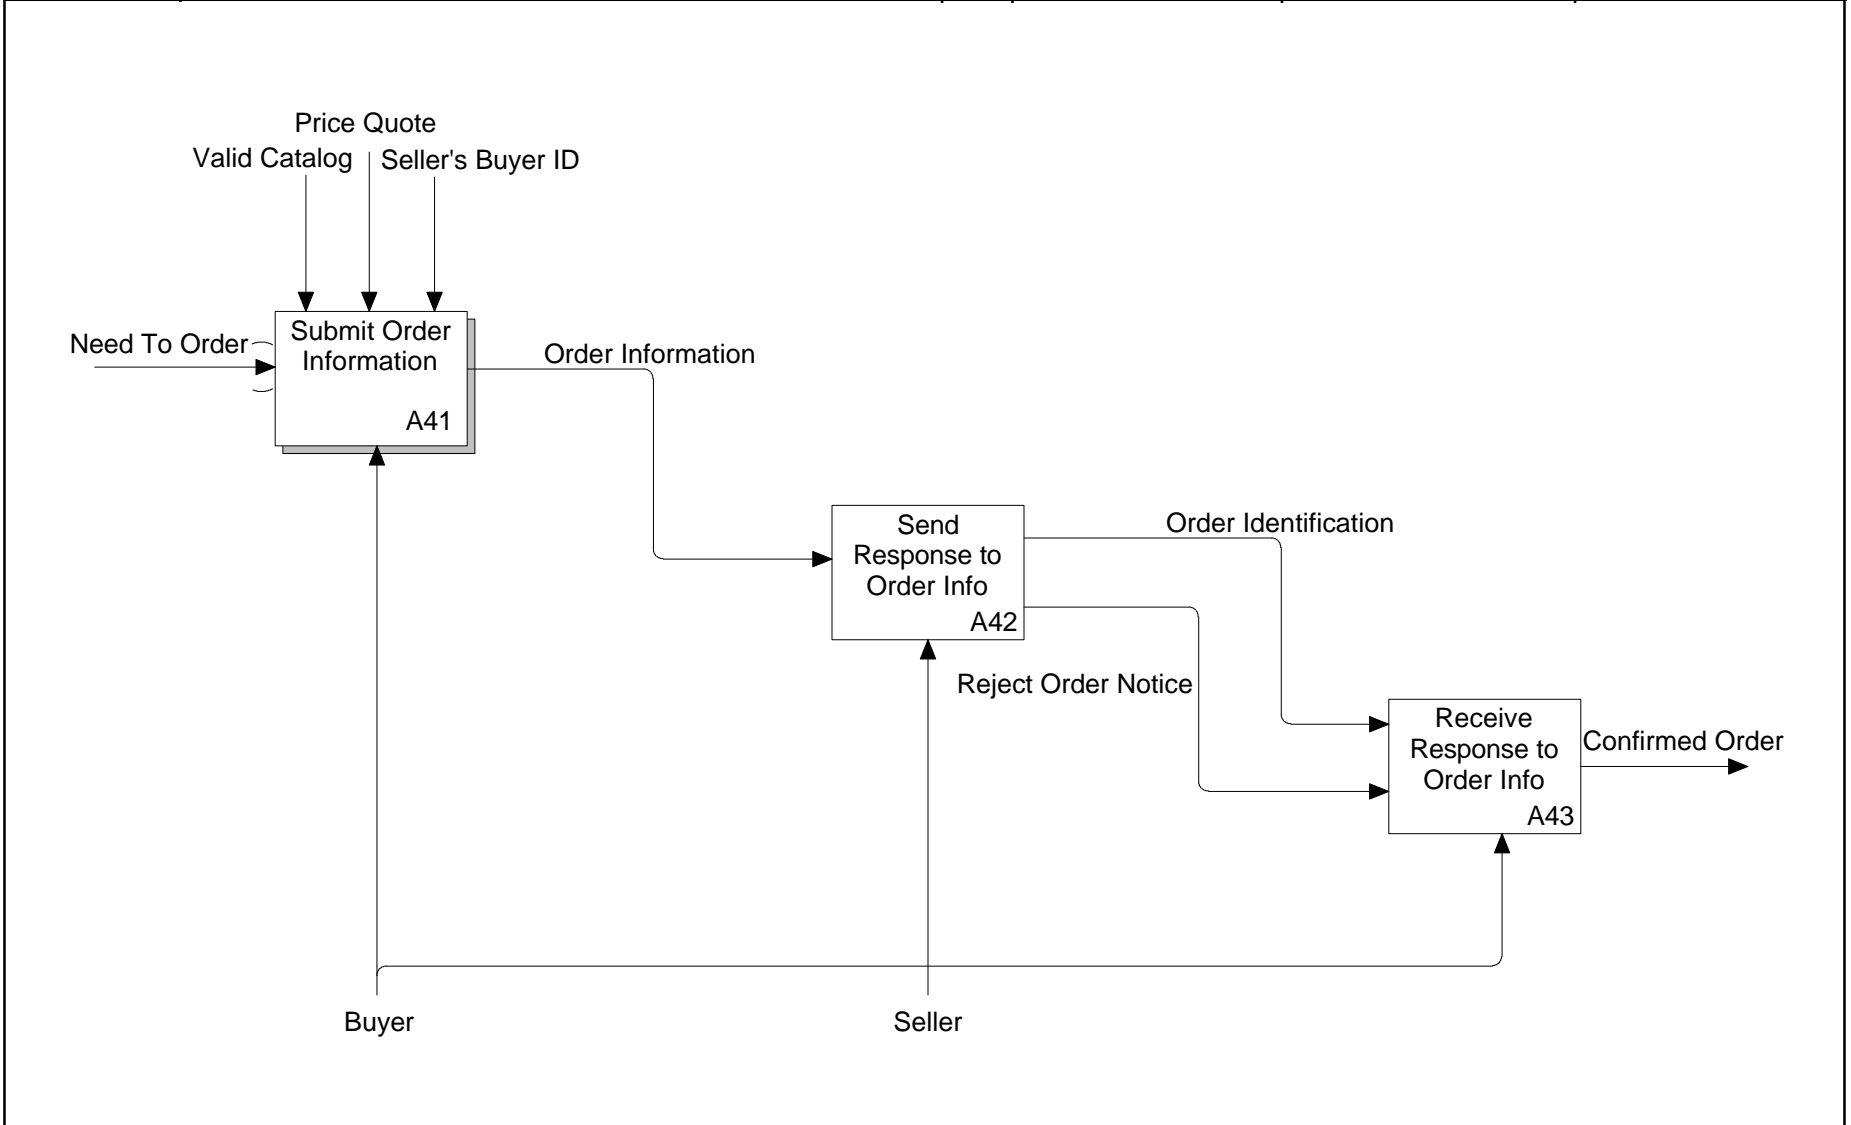 Price Quote
Valid Catalog
Seller's Buyer ID
Need To Order
Submit Order
Information
A41
Order Information
Send
Response to
Order Info
A42
Order Identification
Reject Order Notice
Receive
Response to
Order Info
A43
Confirmed Order
Buyer
Seller